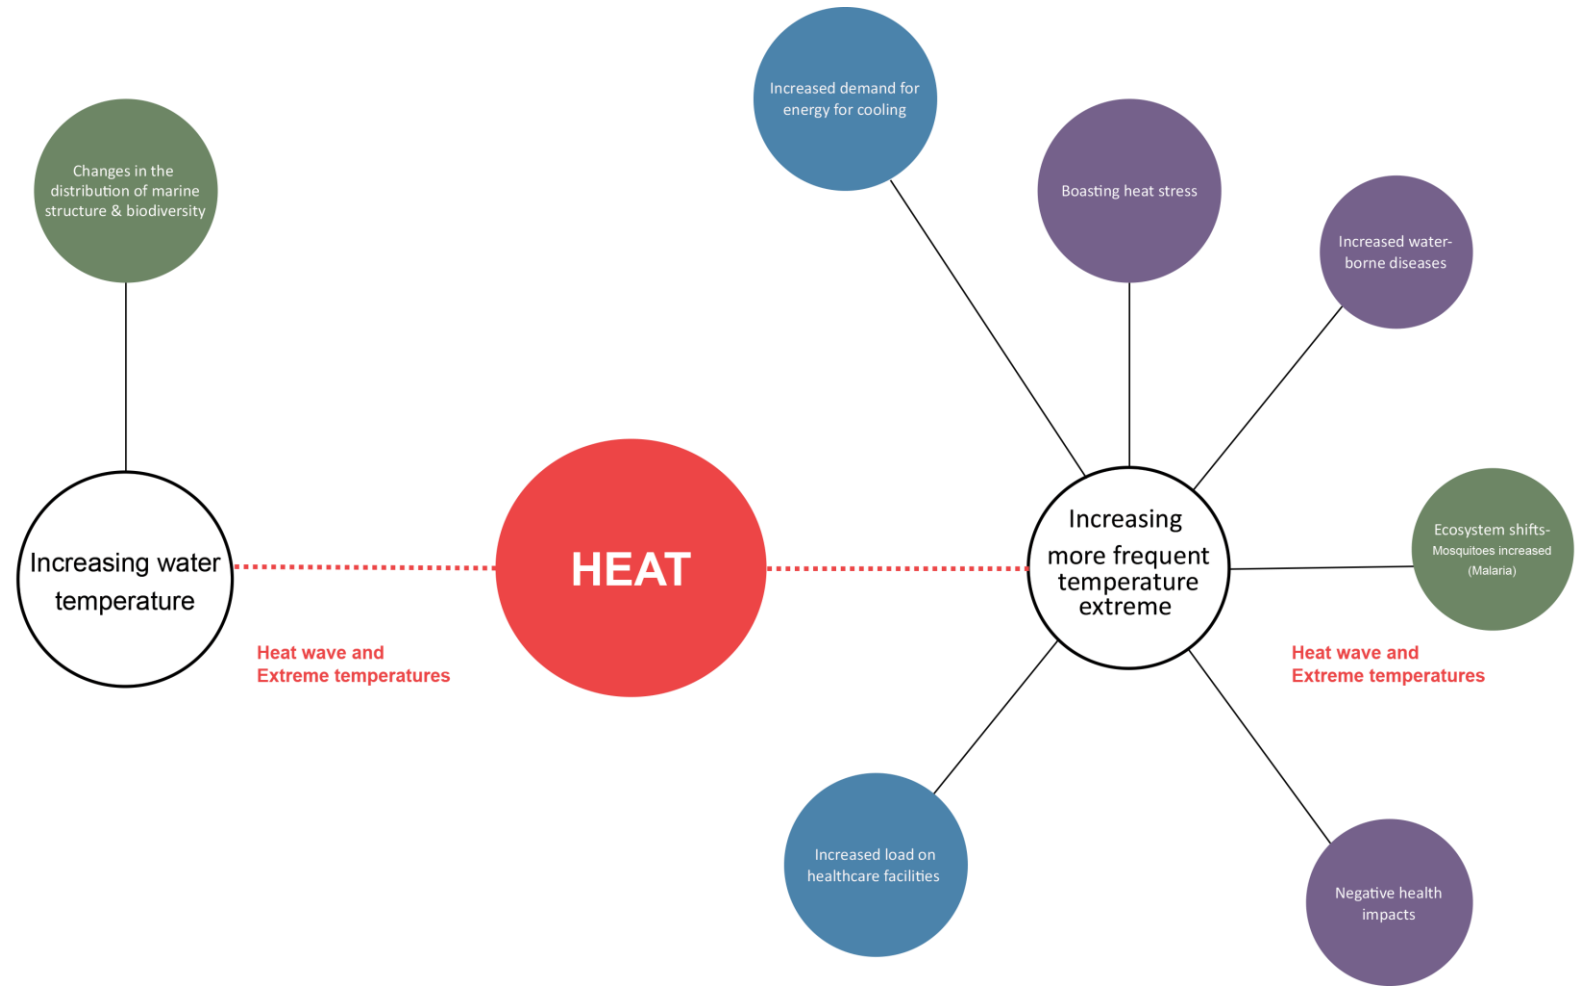 Increased demand for
energy for cooling
Changes in the
distribution of marine
structure & biodiversity
Boasting heat stress
Increased water-
borne diseases
Increasing water
temperature
HEAT
Increasing
more frequent
temperature
extreme
Ecosystem shifts-
Mosquitoes increased
(Malaria)
Heat wave and
Extreme temperatures
Heat wave and
Extreme temperatures
Increased load on
healthcare facilities
Negative health
impacts